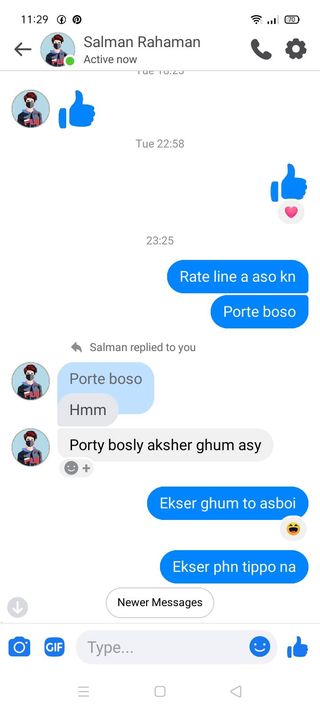 11:29
70
Salman Rahaman
Active now
Tue 18:25
Tue 22:58
23:25
Rate line a aso kn
Porte boso
Salman replied to you
Porte boso
Hmm
Porty bosly aksher ghum asy
Ekser ghum to asboi
Ekser phn tippo na
Newer Messages
GIF
Type...